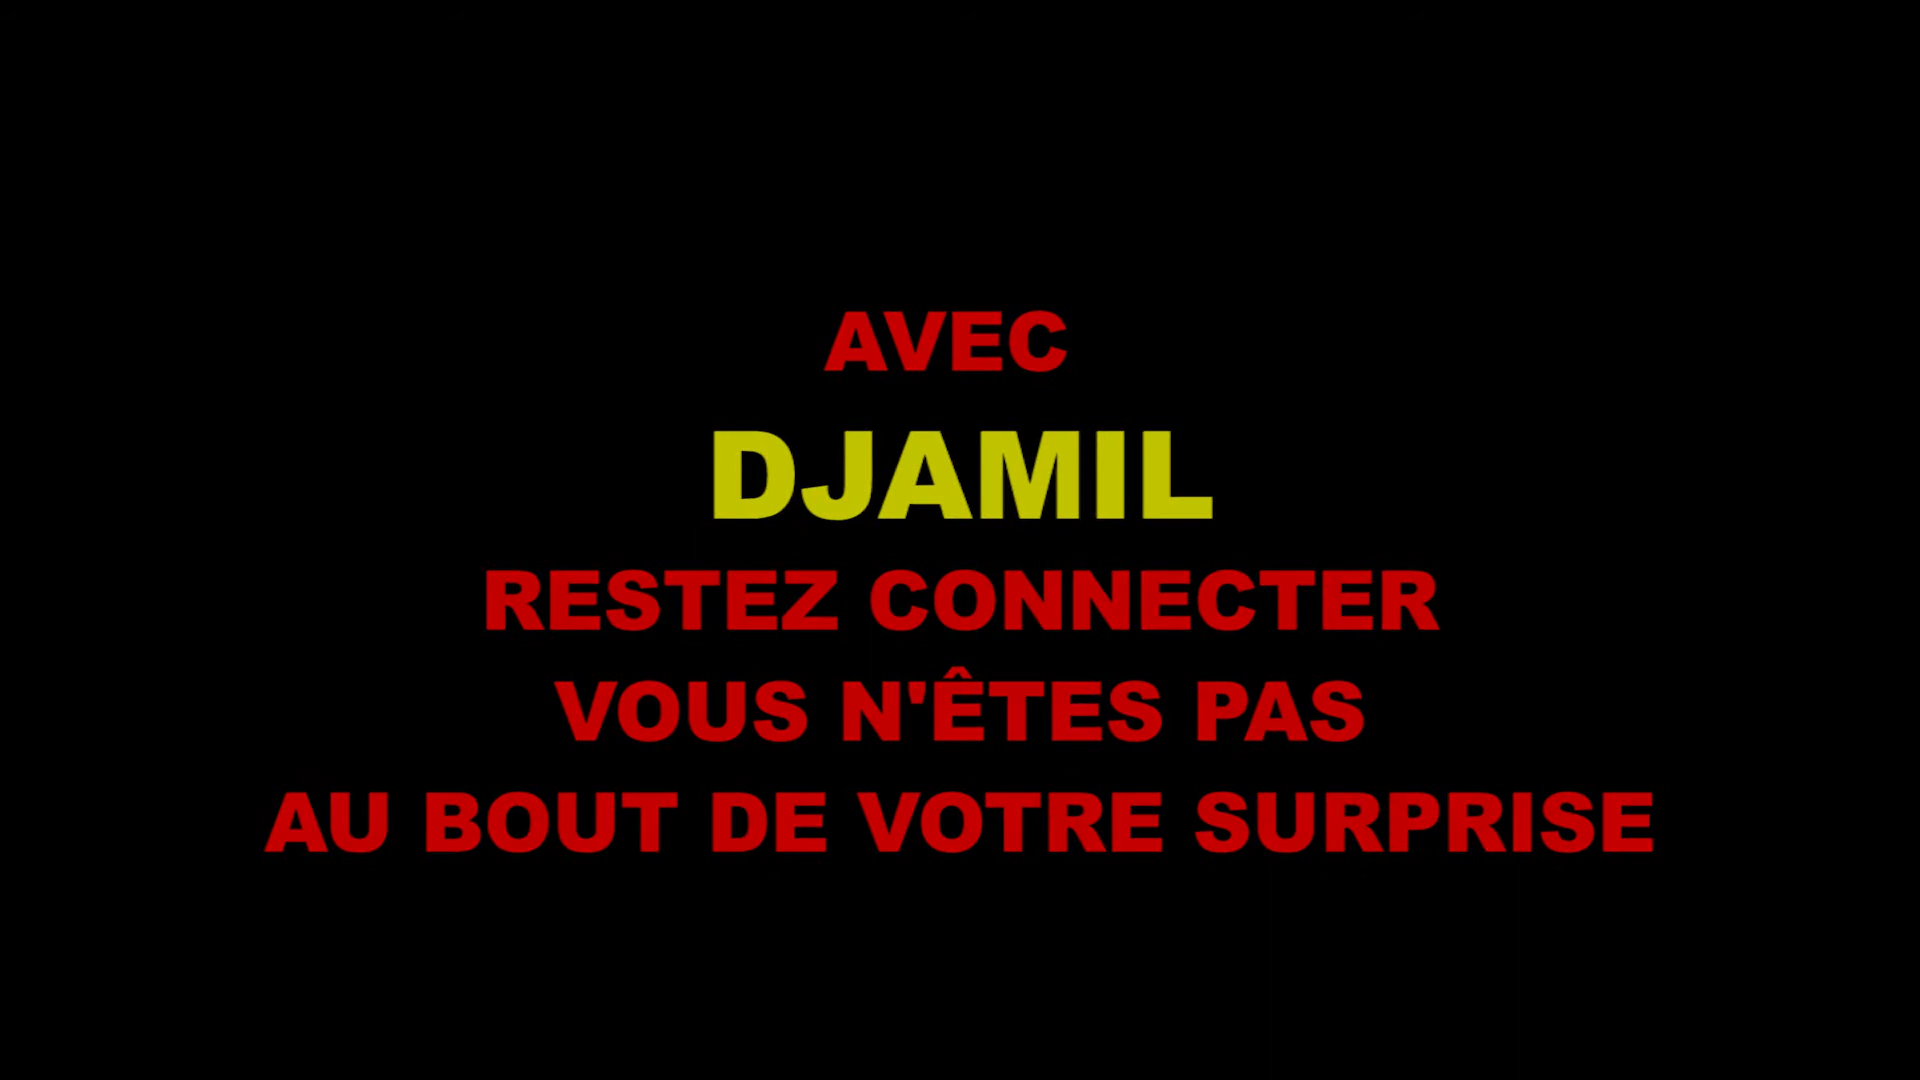 AVEC
DJAMIL
RESTEZ CONNECTER
VOUS N'ÊTES PAS
AU BOUT DE VOTRE SURPRISE